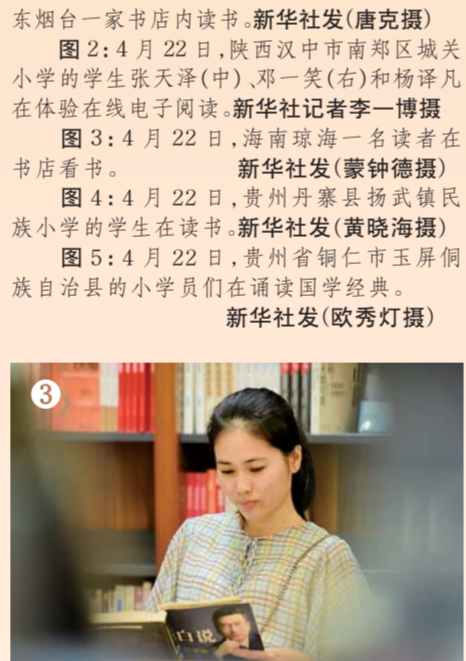 东烟台一家书店内读书。新华社发(唐克摄)
图2:4月22日,陕西汉中市南郑区城关
小学的学生张天泽(中)、邓一笑(右)和杨译凡
在体验在线电子阅读。新华社记者李一博摄
图3:4月22日,海南琼海一名读者在
书店看书。 新华社发(蒙钟德摄)
图4:4月22日,贵州丹寨县扬武镇民
族小学的学生在读书。新华社发(黄晓海摄)
图5:4月22日,贵州省铜仁市玉屏侗
族自治县的小学员们在诵读国学经典。
新华社发(欧秀灯摄)
3
白说